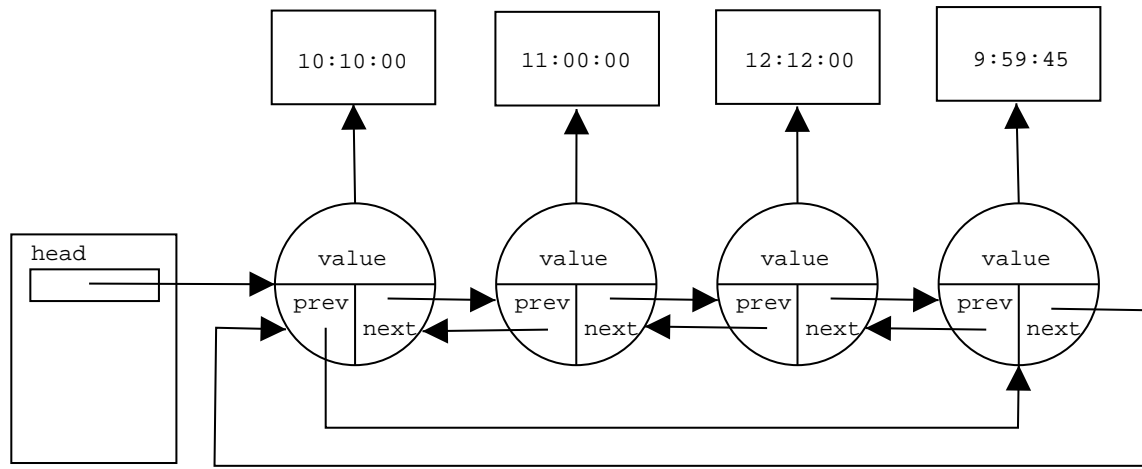 10:10:00
11:00:00
12:12:00
9:59:45
head
value
value
value
value
prev
next
prev
next
prev
next
prev
next